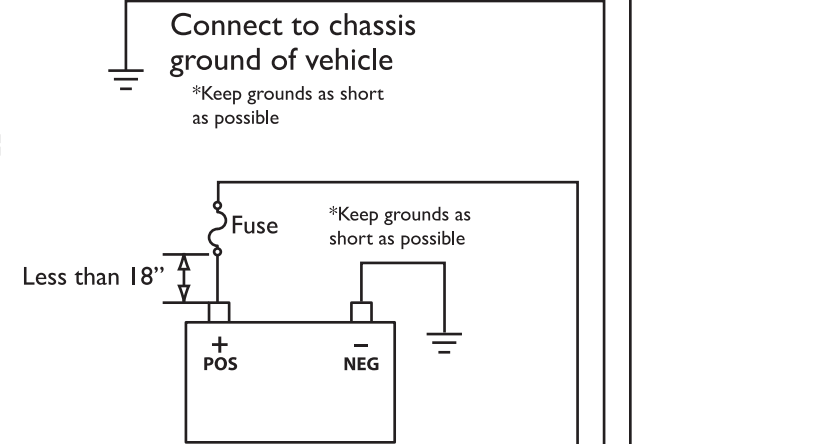 Connect to chassis
ground of vehicle
*Keep grounds as short
as possible
*Keep grounds as
short as possible
Fuse
Less than 18”
+
–
POS
NEG